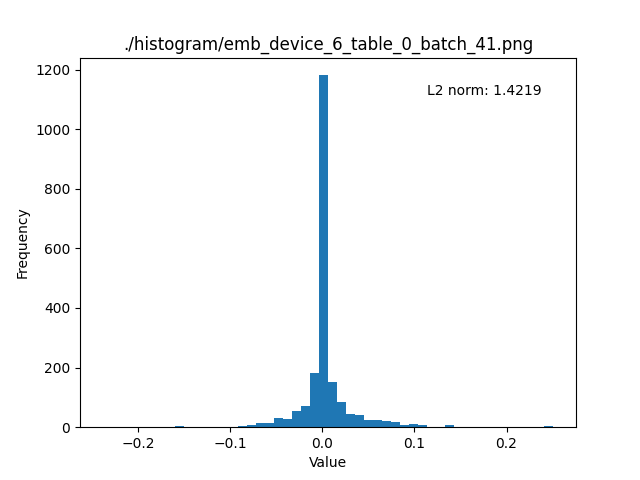 ./histogram/emb_device_6_table_0_batch_41.png
L2 norm: 1.4219
1200
1000
800
600
400
200
0
Frequency
−0.2 −0.1 0.0 0.1 0.2
Value